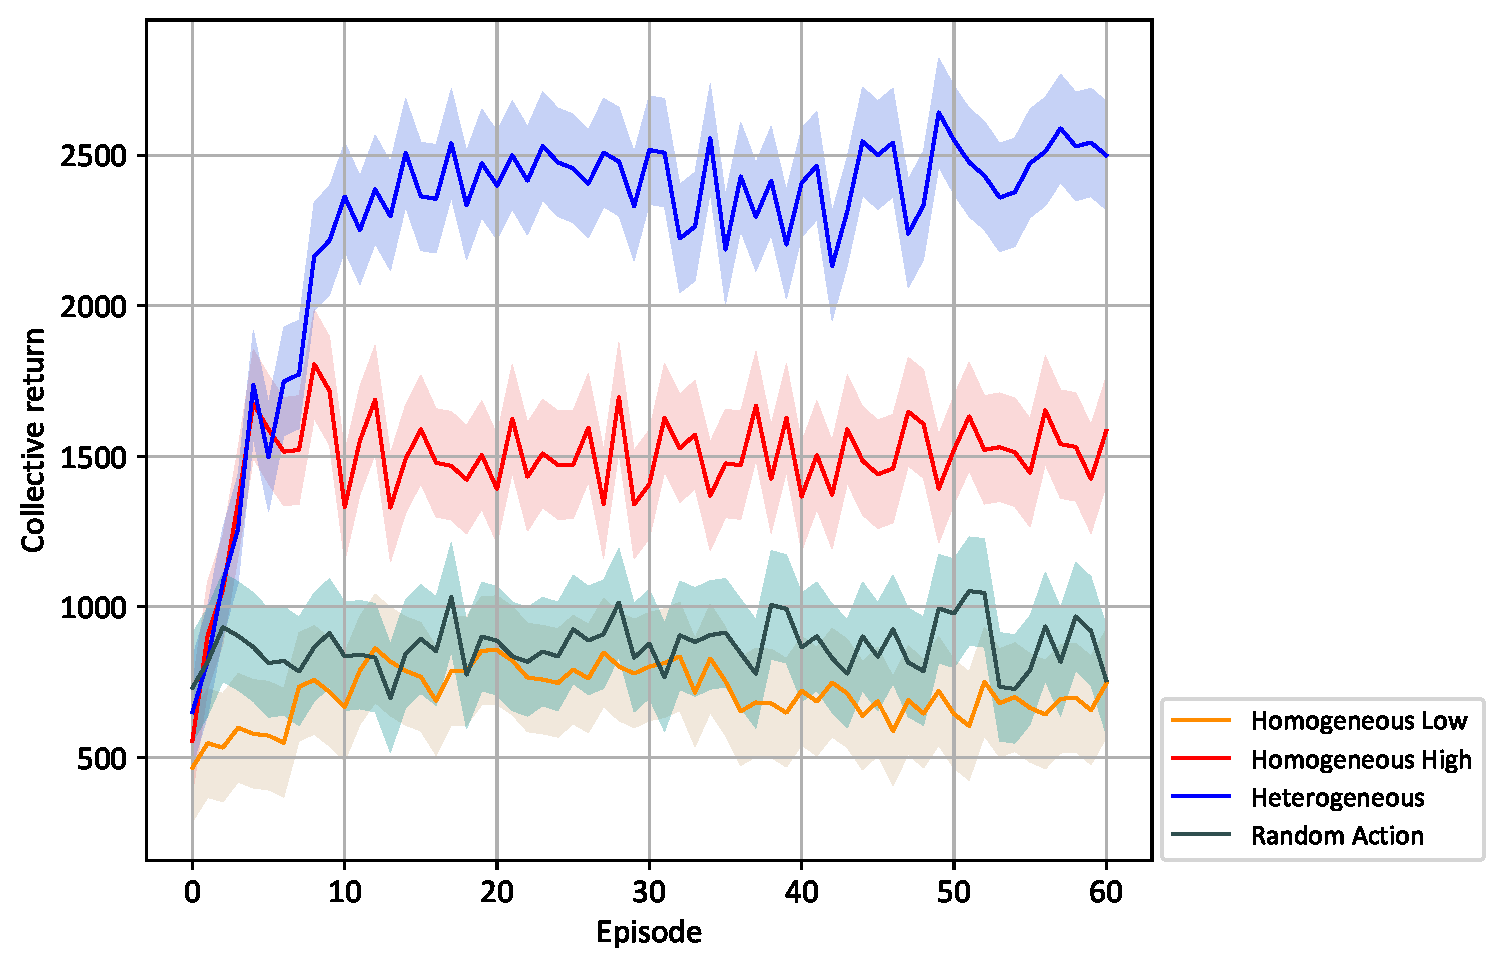 Collective return
2500
2000
1500
1000
500
0 10 20 30 40 50 60
Episode
Homogeneous Low
Homogeneous High
Heterogeneous
Random Action